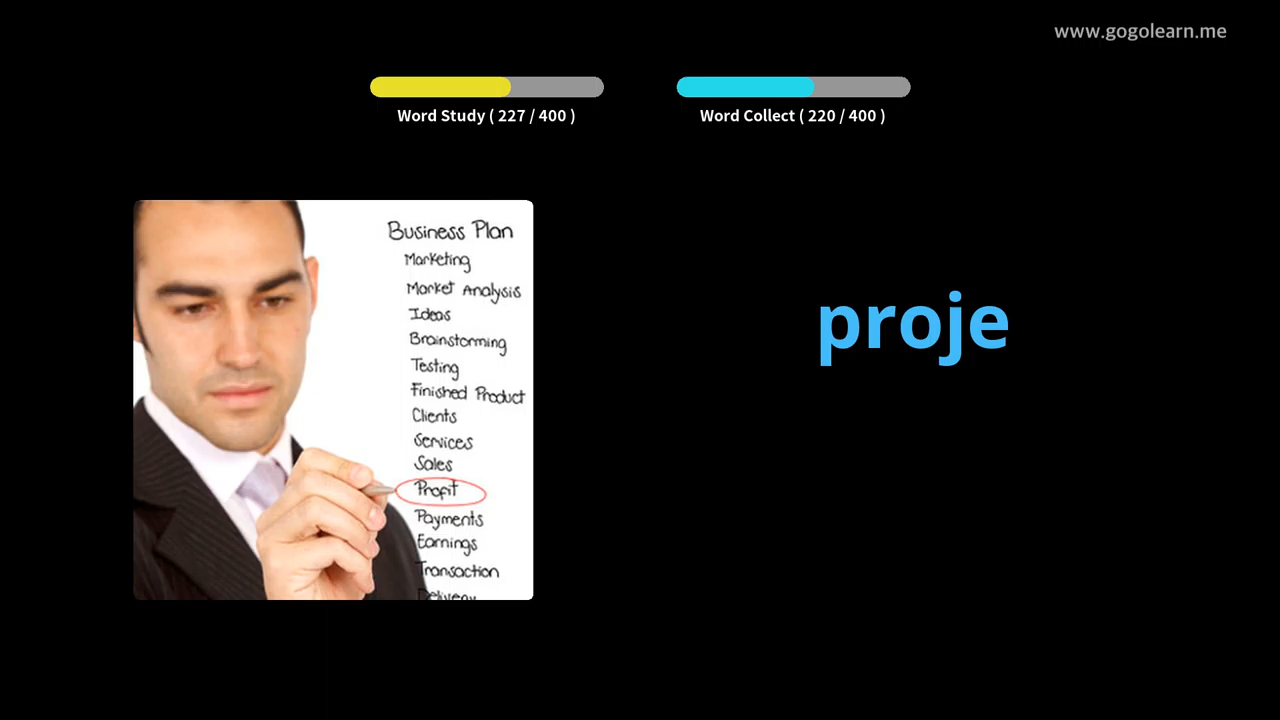 www.gogolearn.me
Word Study ( 227 / 400 )
Word Collect ( 220 / 400 )
Business Plan
Marketing
Market Analysis
Ideas
Brainstorming
Testing
Finished Product
Clients
Services
Sales
Profit
Payments
Earnings
Transaction
Delivery
proje